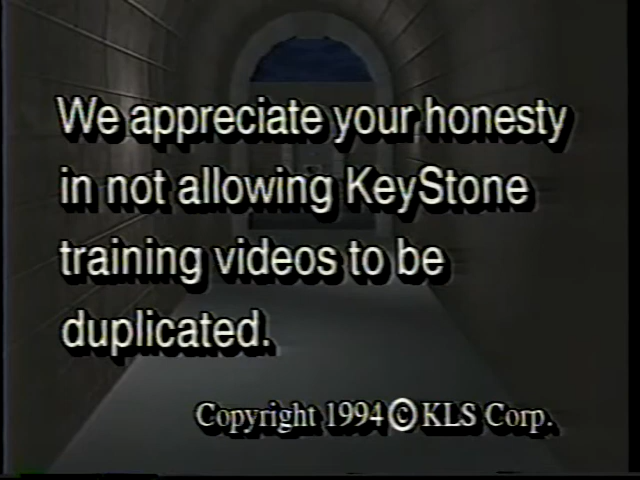 We appreciate your honesty
in not allowing KeyStone
training videos to be
duplicated.
Copyright 1994 © KLS Corp.